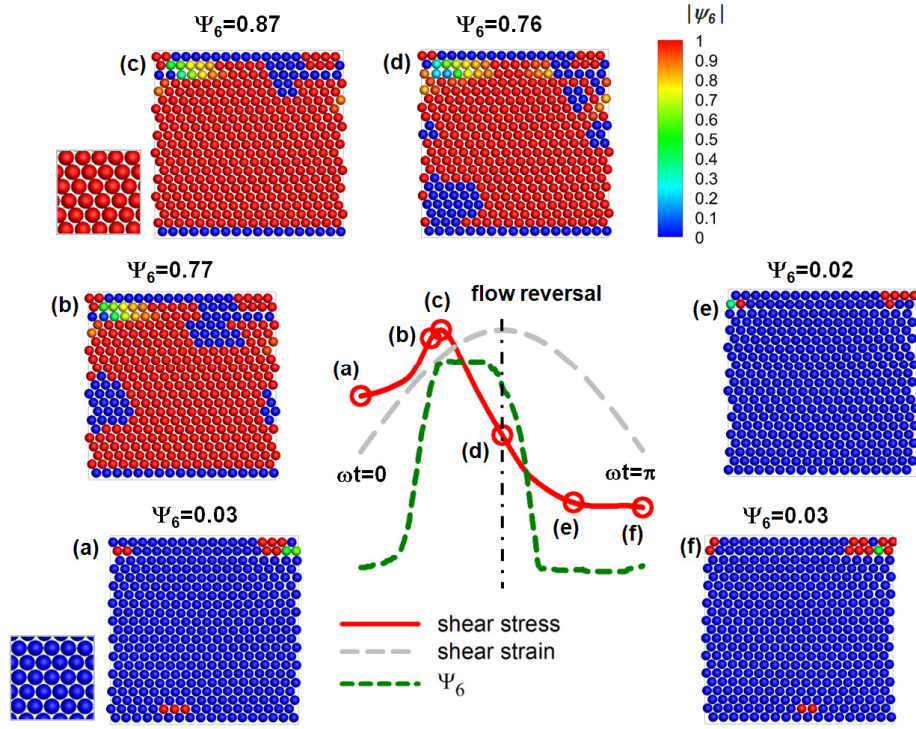 Ψ₆=0.87
Ψ₆=0.76
|ψ₆|
(c)
(d)
1
0.9
0.8
0.7
0.6
0.5
0.4
0.3
0.2
0.1
0
Ψ₆=0.77
Ψ₆=0.02
(b)
(e)
flow reversal
(c)
(b)
(a)
(d)
ωt=0
ωt=π
(e)
(f)
Ψ₆=0.03
Ψ₆=0.03
(a)
(f)
shear stress
shear strain
Ψ₆